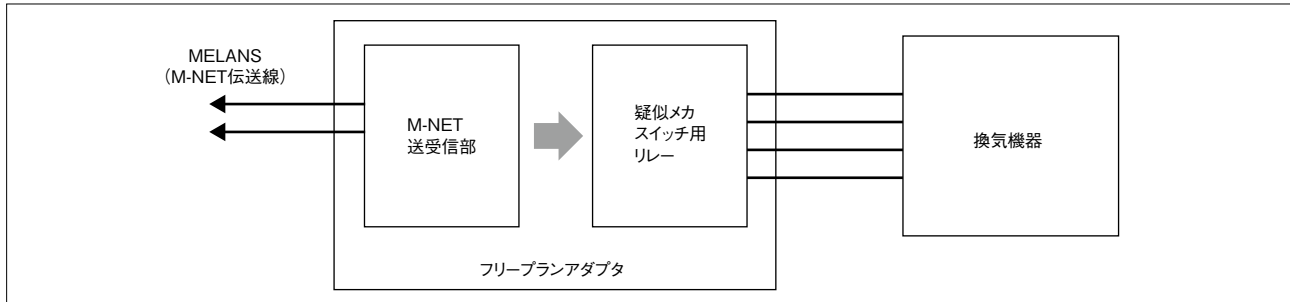 MELANS
（M-NET伝送線）
M-NET
送受信部
疑似メカ
スイッチ用
リレー
換気機器
フリープランアダプタ